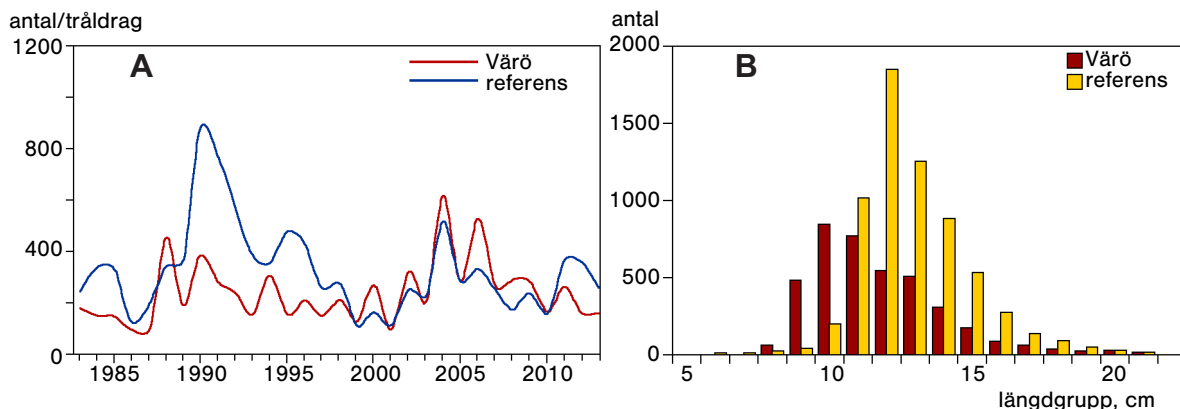 antal/tråldrag
1200
800
400
0
A
Värö
referens
1985 1990 1995 2000 2005 2010
antal
2000
1500
1000
500
0
B
Värö
referens
5 10 15 20
längdgrupp, cm